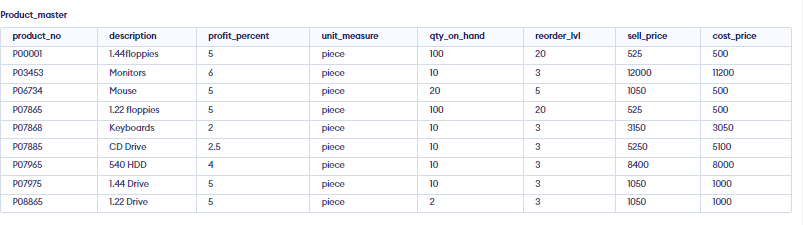 Product_master
product_no description profit_percent unit_measure qty_on_hand reorder_lvl sell_price cost_price
P00001 1.44floppies 5 piece 100 20 525 500
P03453 Monitors 6 piece 10 3 12000 11200
P06734 Mouse 5 piece 20 5 1050 500
P07865 1.22 floppies 5 piece 100 20 525 500
P07868 Keyboards 2 piece 10 3 3150 3050
P07885 CD Drive 2.5 piece 10 3 5250 5100
P07965 540 HDD 4 piece 10 3 8400 8000
P07975 1.44 Drive 5 piece 10 3 1050 1000
P08865 1.22 Drive 5 piece 2 3 1050 1000